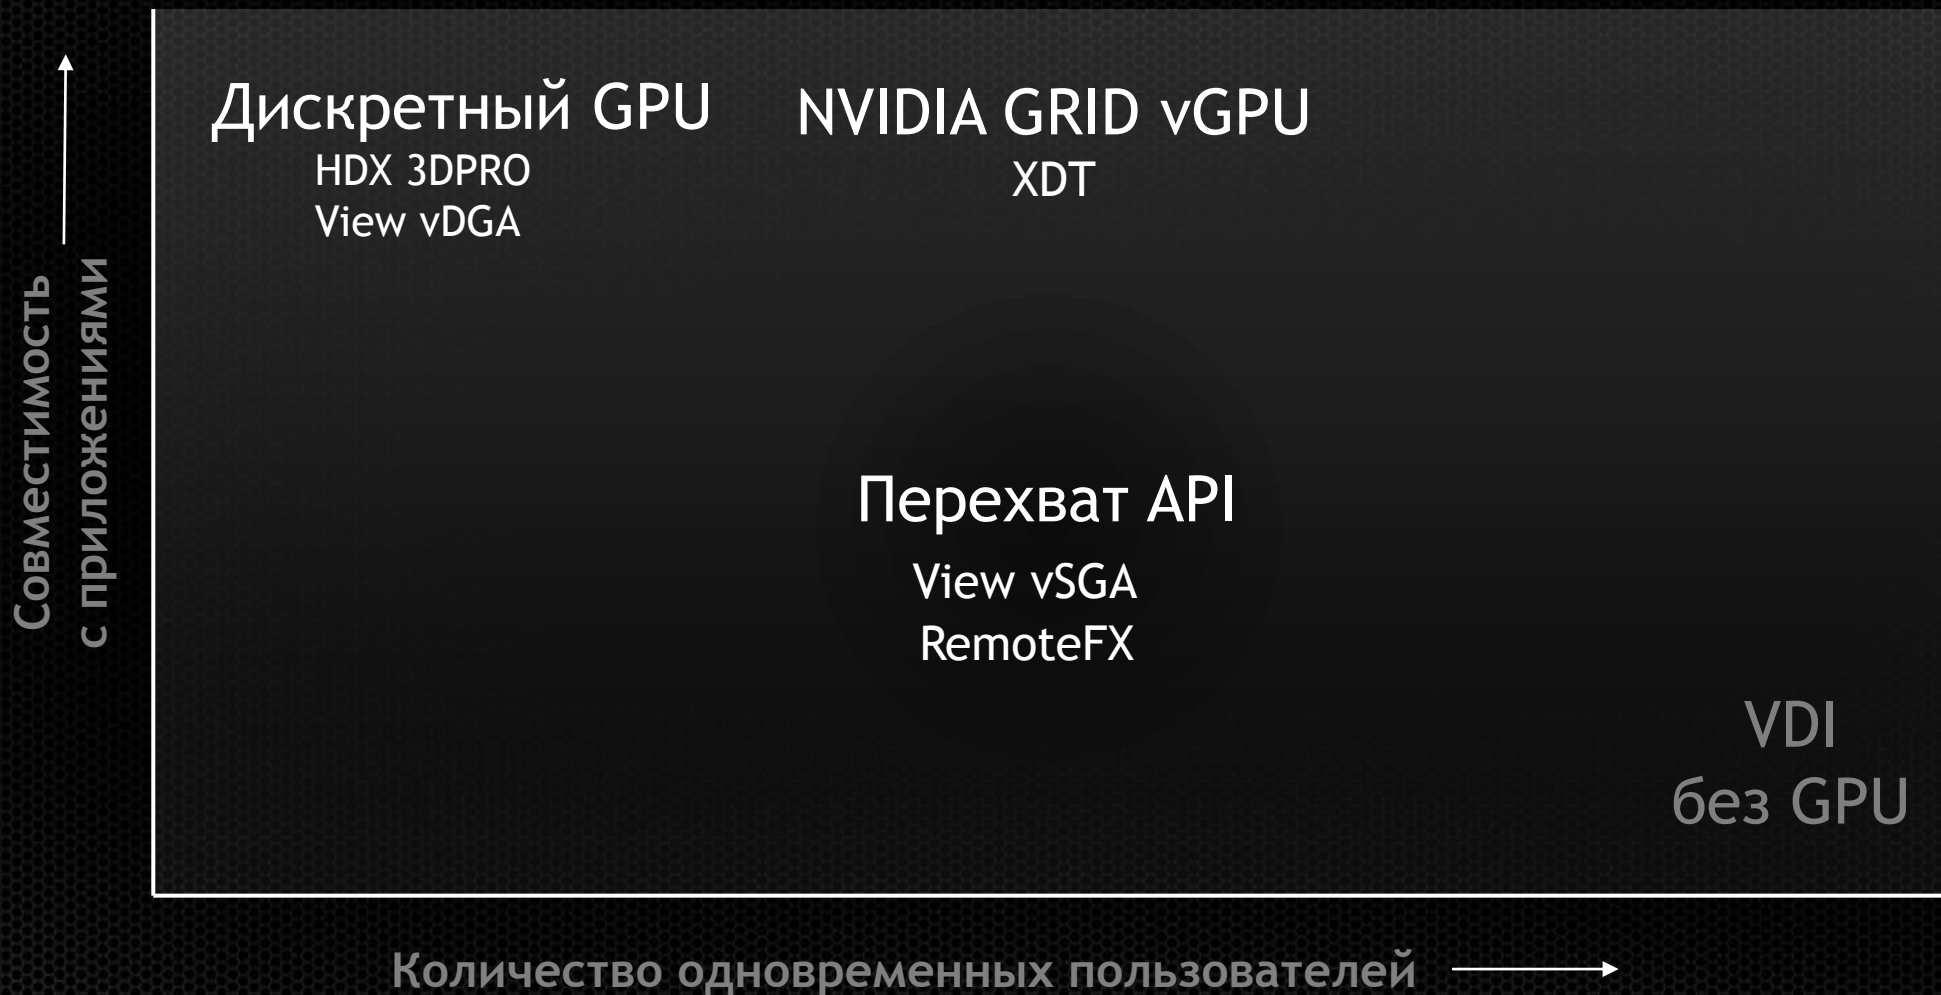 Совместимость
с приложениями
Дискретный GPU
HDX 3DPRO
View vDGA
NVIDIA GRID vGPU
XDT
Перехват API
View vSGA
RemoteFX
VDI
без GPU
Количество одновременных пользователей